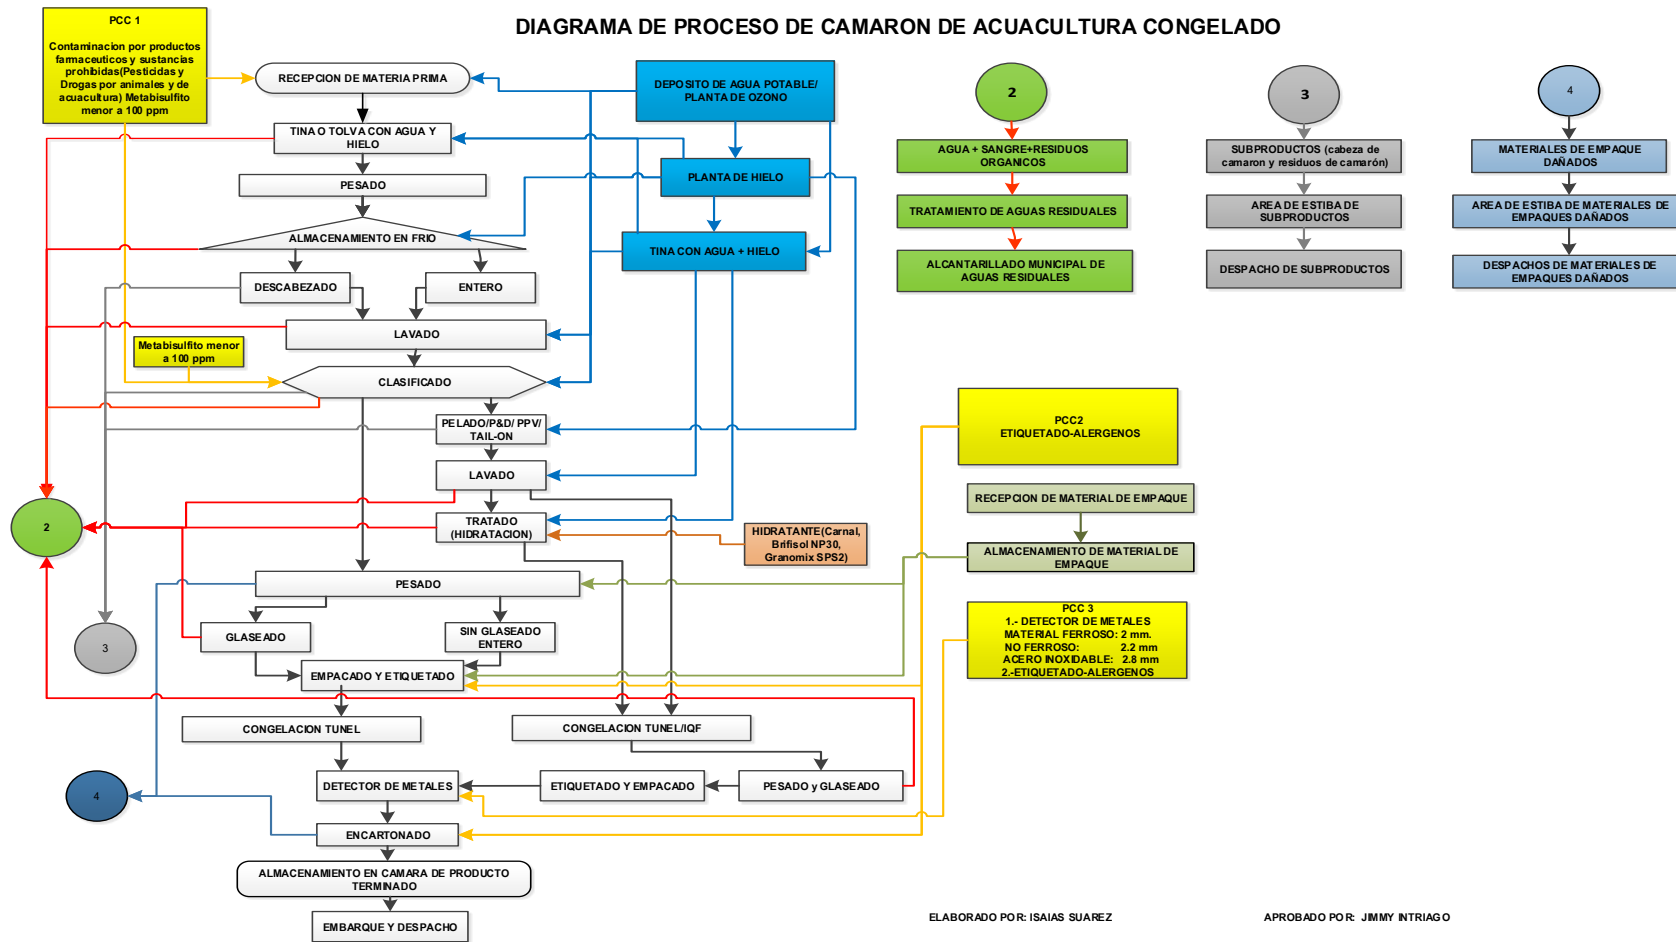 DIAGRAMA DE PROCESO DE CAMARON DE ACUACULTURA CONGELADO
PCC 1
Contaminacion por productos
farmaceuticos y sustancias
prohibidas(Pesticidas y
Drogas por animales y de
acuacultura) Metabisulfito
menor a 100 ppm
RECEPCION DE MATERIA PRIMA
TINA O TOLVA CON AGUA Y
HIELO
PESADO
ALMACENAMIENTO EN FRIO
DESCABEZADO
ENTERO
LAVADO
Metabisulfito menor
a 100 ppm
CLASIFICADO
PELADO/P&D/ PPV/
TAIL-ON
LAVADO
TRATADO
(HIDRATACION)
HIDRATANTE(Carnal,
Brifisol NP30,
Granomix SPS2)
PESADO
GLASEADO
SIN GLASEADO
ENTERO
EMPACADO Y ETIQUETADO
CONGELACION TUNEL
CONGELACION TUNEL/IQF
DETECTOR DE METALES
ETIQUETADO Y EMPACADO
PESADO y GLASEADO
ENCARTONADO
ALMACENAMIENTO EN CAMARA DE PRODUCTO
TERMINADO
EMBARQUE Y DESPACHO
2
3
4
DEPOSITO DE AGUA POTABLE/
PLANTA DE OZONO
PLANTA DE HIELO
TINA CON AGUA + HIELO
2
AGUA + SANGRE+RESIDUOS
ORGANICOS
TRATAMIENTO DE AGUAS RESIDUALES
ALCANTARILLADO MUNICIPAL DE
AGUAS RESIDUALES
3
SUBPRODUCTOS (cabeza de
camaron y residuos de camarón)
AREA DE ESTIBA DE
SUBPRODUCTOS
DESPACHO DE SUBPRODUCTOS
4
MATERIALES DE EMPAQUE
DAÑADOS
AREA DE ESTIBA DE MATERIALES DE
EMPAQUES DAÑADOS
DESPACHOS DE MATERIALES DE
EMPAQUES DAÑADOS
PCC2
ETIQUETADO-ALERGENOS
RECEPCION DE MATERIAL DE EMPAQUE
ALMACENAMIENTO DE MATERIAL DE
EMPAQUE
PCC 3
1.- DETECTOR DE METALES
MATERIAL FERROSO: 2 mm.
NO FERROSO: 2.2 mm
ACERO INOXIDABLE: 2.8 mm
2.-ETIQUETADO-ALERGENOS
ELABORADO POR: ISAIAS SUAREZ
APROBADO POR: JIMMY INTRIAGO